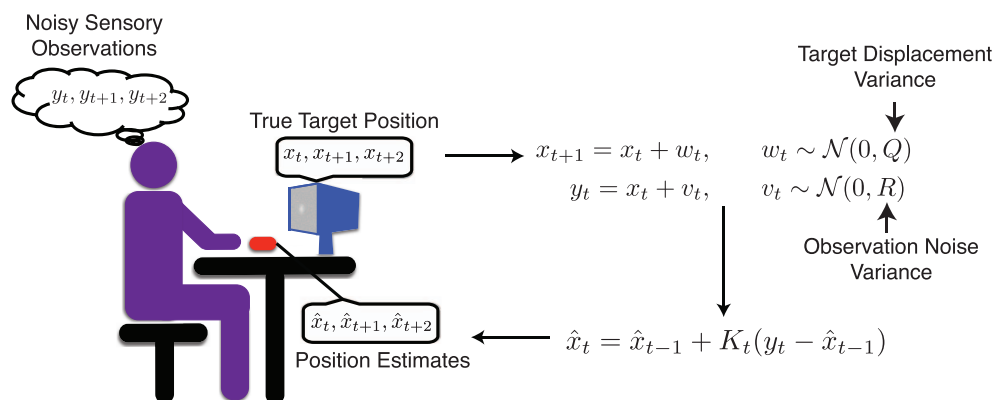 Noisy Sensory
Observations
y_t, y_{t+1}, y_{t+2}
True Target Position
x_t, x_{t+1}, x_{t+2}
Target Displacement
Variance
x_{t+1} = x_t + w_t, w_t ∼ 𝒩(0, Q)
y_t = x_t + v_t, v_t ∼ 𝒩(0, R)
Observation Noise
Variance
x̂_t, x̂_{t+1}, x̂_{t+2}
Position Estimates
x̂_t = x̂_{t−1} + K_t(y_t − x̂_{t−1})